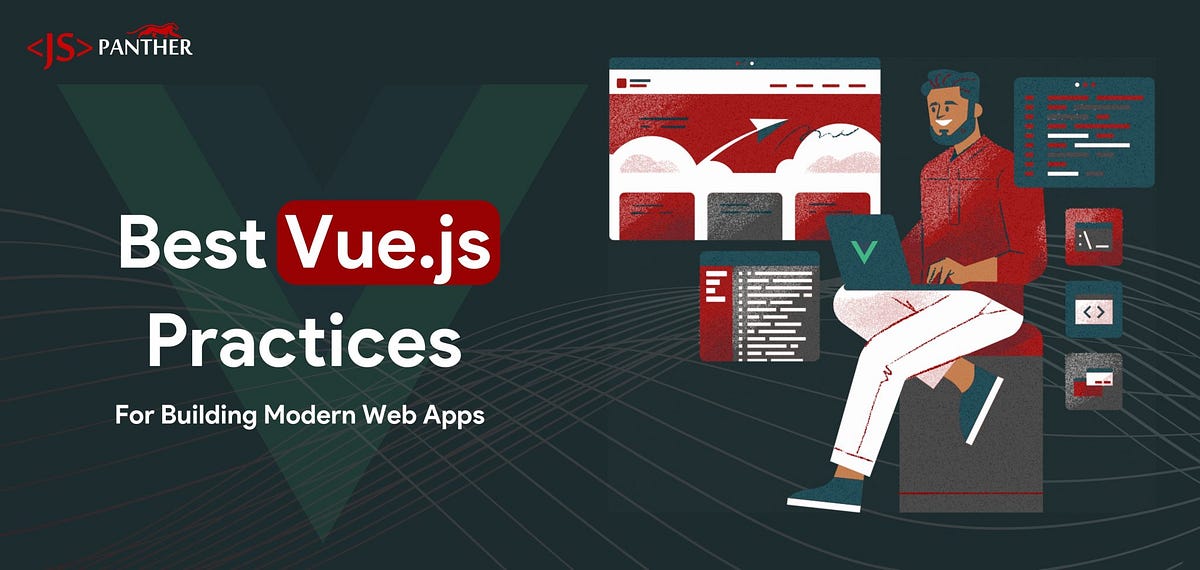 <JS> PANTHER
Best Vue.js
Practices
For Building Modern Web Apps
:\_
< >